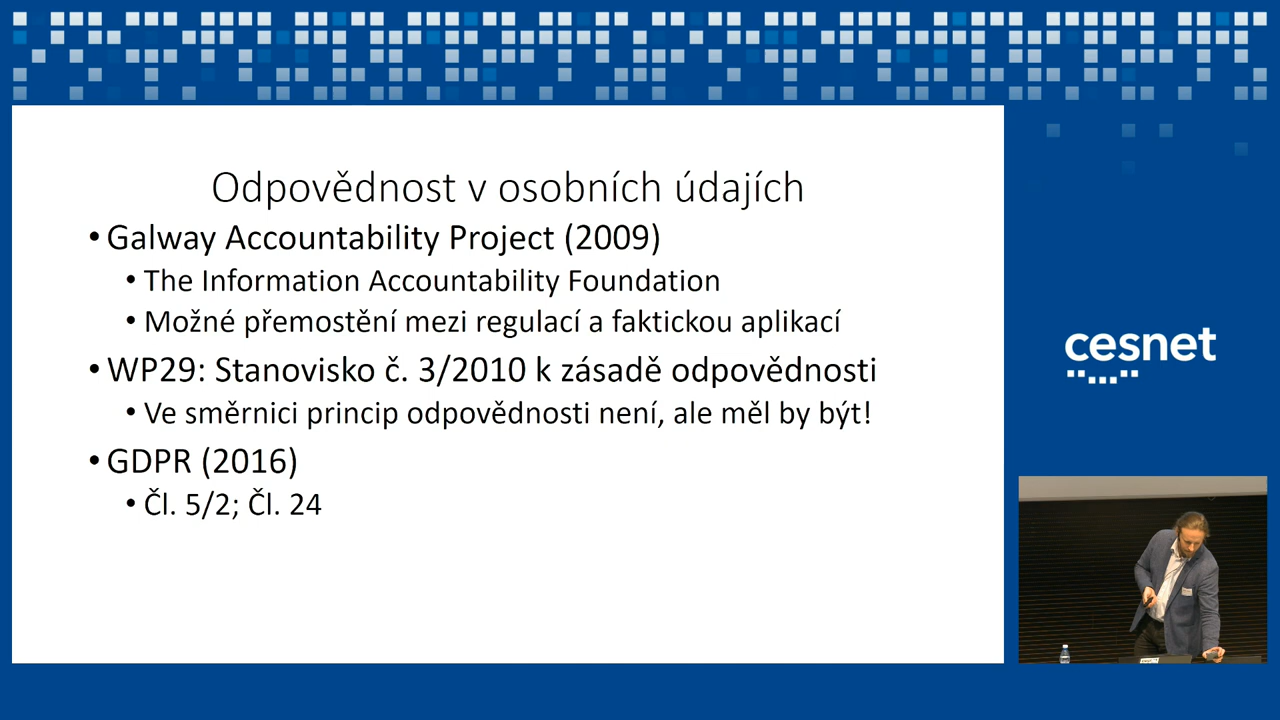 Odpovědnost v osobních údajích
• Galway Accountability Project (2009)
• The Information Accountability Foundation
• Možné přemostění mezi regulací a faktickou aplikací
• WP29: Stanovisko č. 3/2010 k zásadě odpovědnosti
• Ve směrnici princip odpovědnosti není, ale měl by být!
• GDPR (2016)
• Čl. 5/2; Čl. 24
cesnet